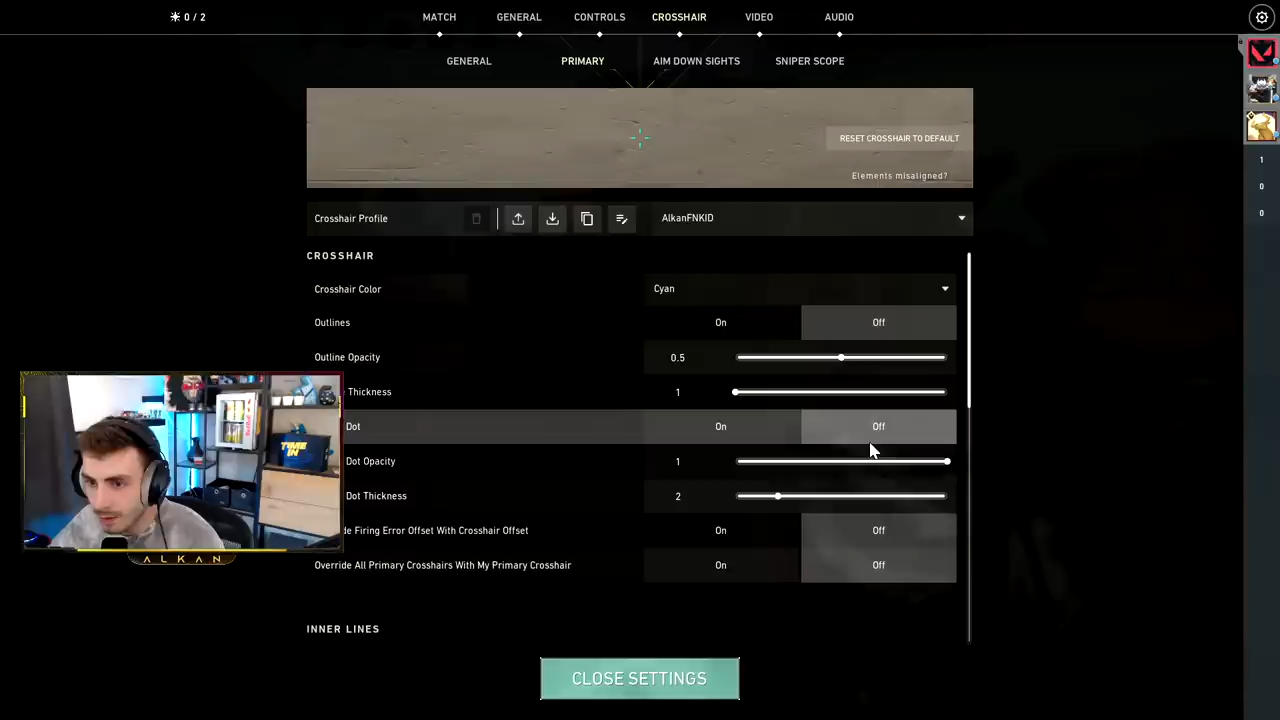 0 / 2
MATCH GENERAL CONTROLS CROSSHAIR VIDEO AUDIO
GENERAL PRIMARY AIM DOWN SIGHTS SNIPER SCOPE
RESET CROSSHAIR TO DEFAULT
Elements misaligned?
Crosshair Profile AlkanFNKID
CROSSHAIR
Crosshair Color Cyan
Outlines On Off
Outline Opacity 0.5
Thickness 1
Dot On Off
Dot Opacity 1
Dot Thickness 2
Firing Error Offset With Crosshair Offset On Off
Override All Primary Crosshairs With My Primary Crosshair On Off
INNER LINES
CLOSE SETTINGS
1
0
0
TIME IN
ALKAN